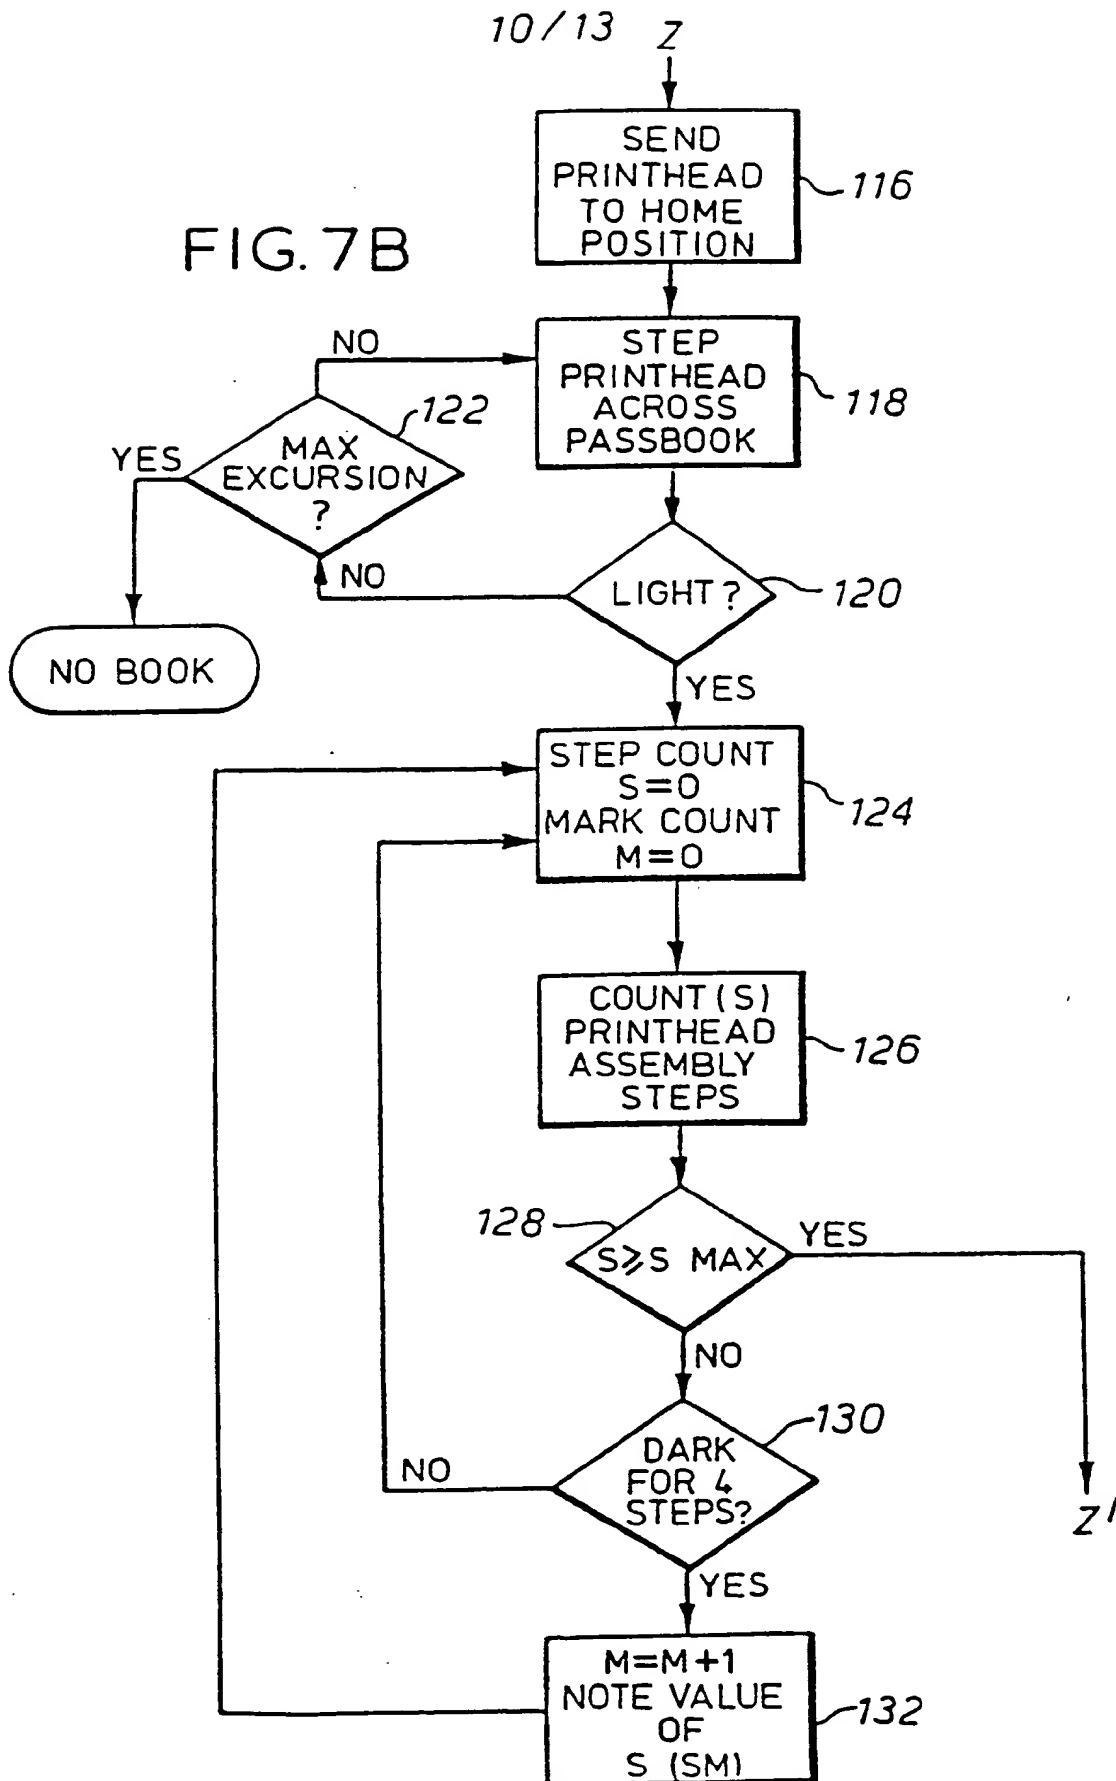 10/13 Z
SEND
PRINTHEAD
TO HOME
POSITION
116
FIG. 7B
NO
STEP
PRINTHEAD
ACROSS
PASSBOOK
118
122
YES
MAX
EXCURSION
?
NO
LIGHT?
120
NO BOOK
YES
STEP COUNT
S=0
MARK COUNT
M=0
124
COUNT(S)
PRINTHEAD
ASSEMBLY
STEPS
126
128
S⩾S MAX
YES
NO
130
DARK
FOR 4
STEPS?
NO
Z'
YES
M=M+1
NOTE VALUE
OF
S (SM)
132